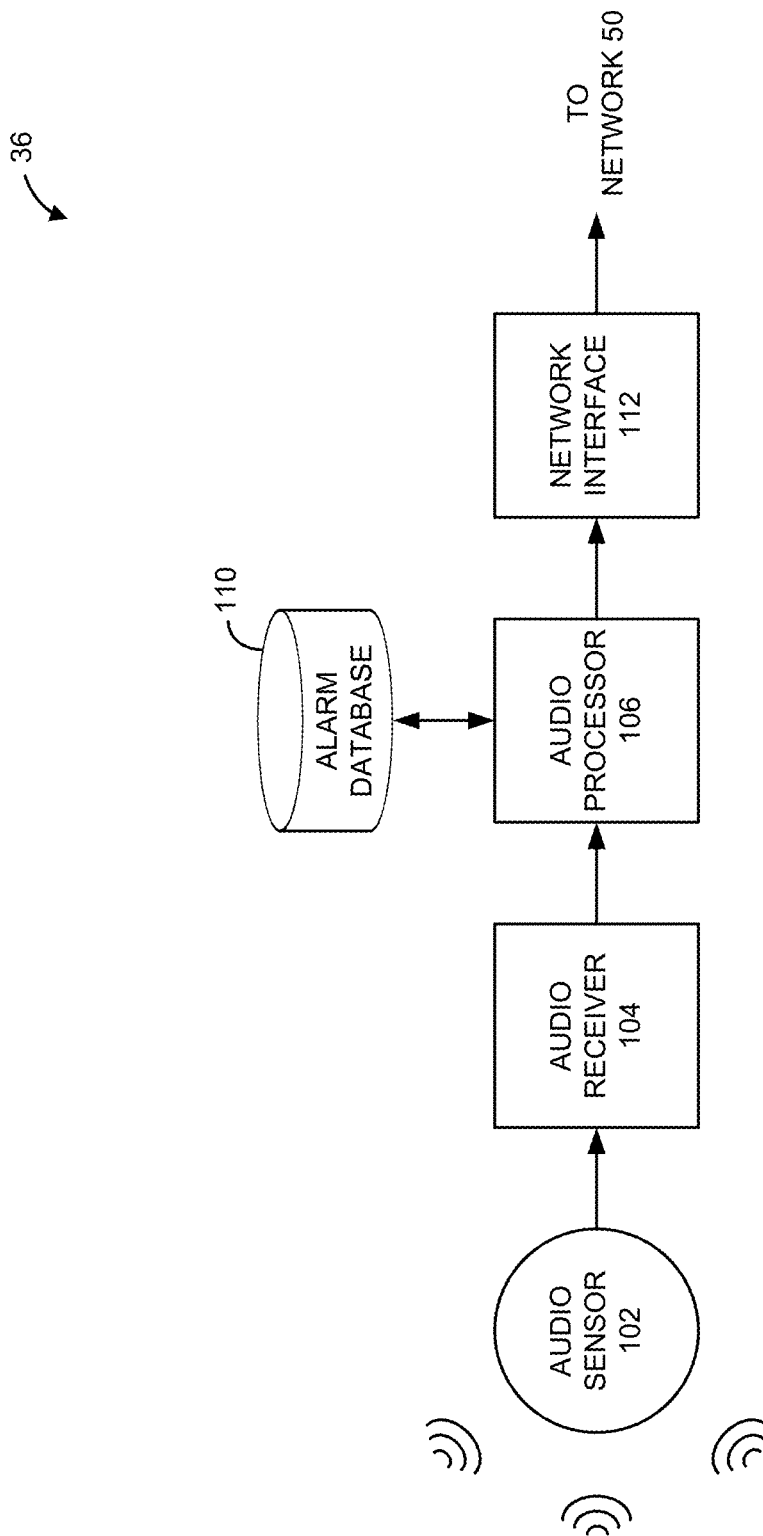 36
110
ALARM
DATABASE
AUDIO
SENSOR
102
AUDIO
RECEIVER
104
AUDIO
PROCESSOR
106
NETWORK
INTERFACE
112
TO
NETWORK 50